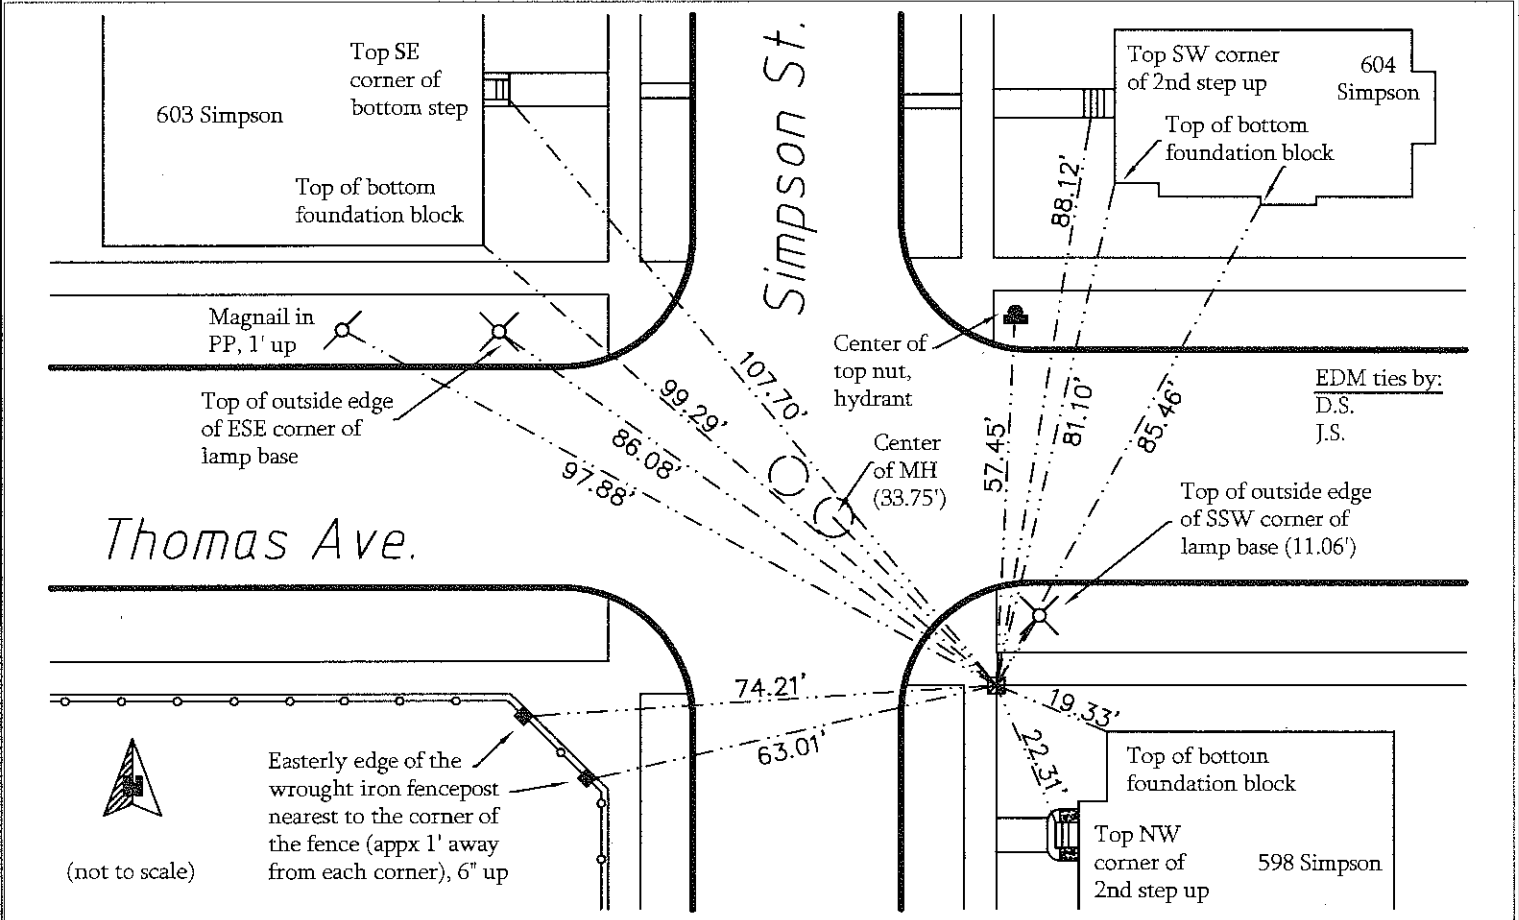 Top SE
corner of
bottom step
603 Simpson
Top of bottom
foundation block
Simpson St.
Top SW corner
of 2nd step up
604
Simpson
Top of bottom
foundation block
88.12'
Magnail in
PP, 1' up
Top of outside edge
of ESE corner of
lamp base
107.70'
99.29'
86.08'
97.88'
Center of
top nut,
hydrant
Center
of MH
(33.75')
57.45'
81.10'
85.46'
EDM ties by:
D.S.
J.S.
Top of outside edge
of SSW corner of
lamp base (11.06')
Thomas Ave.
74.21'
63.01'
19.33'
22.31'
Easterly edge of the
wrought iron fencepost
nearest to the corner of
the fence (appx 1' away
from each corner), 6" up
(not to scale)
Top of bottom
foundation block
Top NW
corner of
2nd step up
598 Simpson